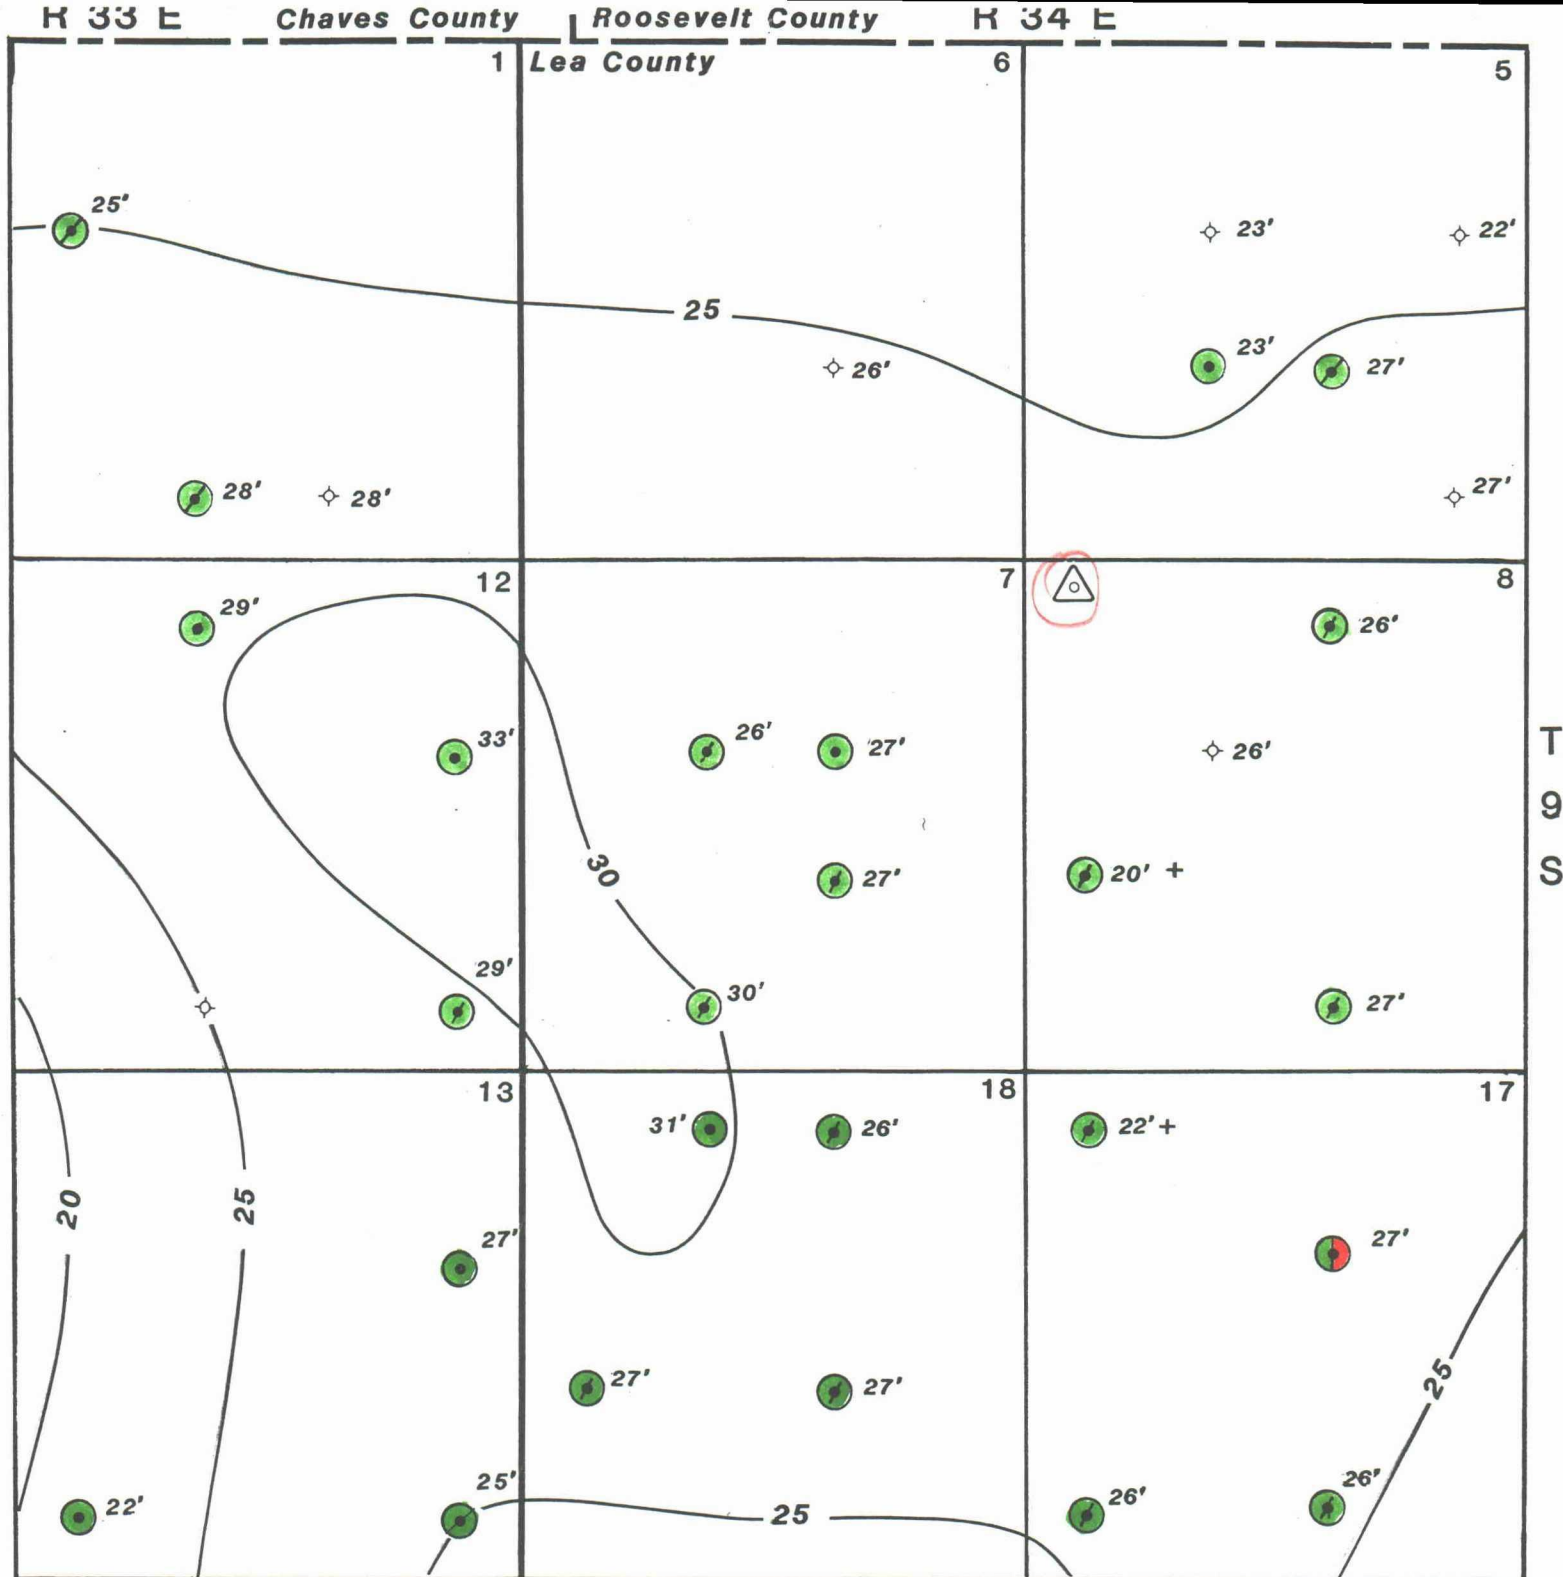 R 33 E Chaves County Roosevelt County R 34 E
1 Lea County 6 5
25'
23' 22'
25
23'
26' 27'
28' 28' 27'
12 7 8
29' 26'
33' 26' 27' 26'
T
9
S
30
27' 20' +
29' 30' 27'
13 18 17
31' 26' 22' +
20 25
27' 27'
27' 27' 25
25' 26'
22' 25 26'